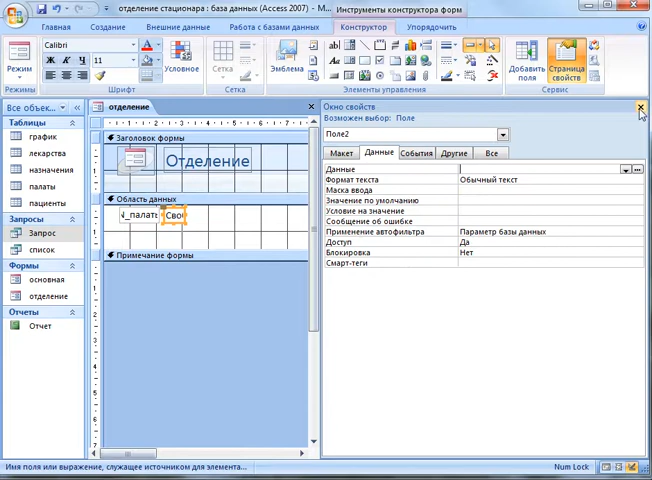 отделение стационара : база данных (Access 2007) - M...
Инструменты конструктора форм
Главная
Создание
Внешние данные
Работа с базами данных
Конструктор
Упорядочить
Режим
Режимы
Calibri
11
Условное
Шрифт
Сетка
Сетка
Эмблема
Элементы управления
Добавить поля
Страница свойств
Сервис
Все объек...
Таблицы
график
лекарства
назначения
палаты
пациенты
Запросы
Запрос
список
Формы
основная
отделение
Отчеты
Отчет
отделение
Заголовок формы
Отделение
Область данных
№_палаты
Своб
Примечание формы
Окно свойств
Возможен выбор: Поле
Поле2
Макет
Данные
События
Другие
Все
Данные
Формат текста
Обычный текст
Маска ввода
Значение по умолчанию
Условие на значение
Сообщение об ошибке
Применение автофильтра
Параметр базы данных
Доступ
Да
Блокировка
Нет
Смарт-теги
Имя поля или выражение, служащее источником для элемента...
Num Lock